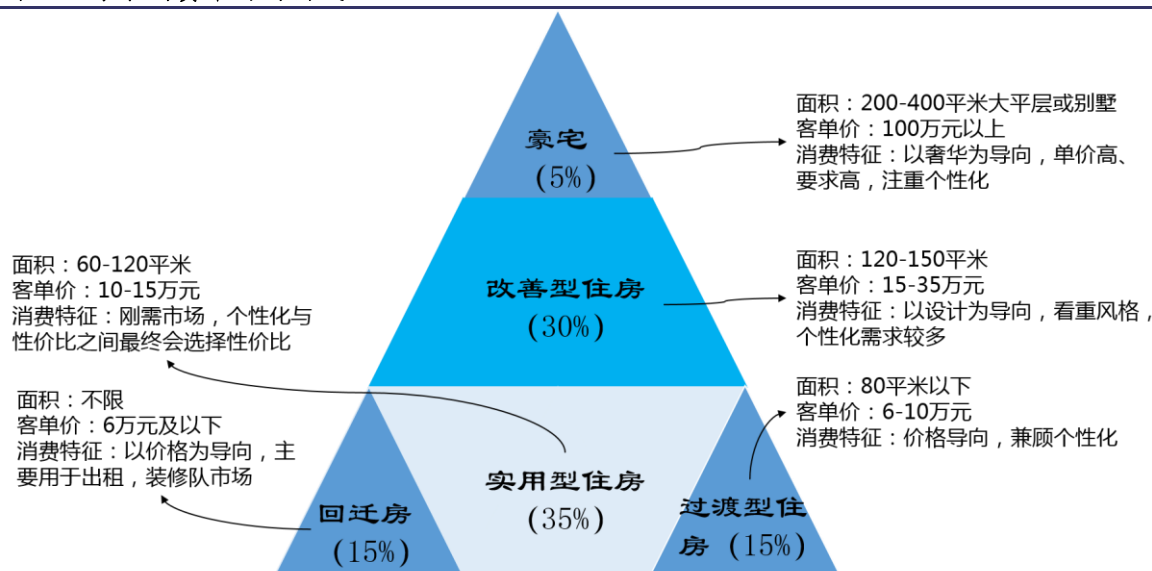 豪宅
(5%)
面积：200-400平米大平层或别墅
客单价：100万元以上
消费特征：以奢华为导向，单价高、
要求高，注重个性化
改善型住房
(30%)
面积：120-150平米
客单价：15-35万元
消费特征：以设计为导向，看重风格，
个性化需求较多
面积：60-120平米
客单价：10-15万元
消费特征：刚需市场，个性化与
性价比之间最终会选择性价比
面积：不限
客单价：6万元及以下
消费特征：以价格为导向，主
要用于出租，装修队市场
面积：80平米以下
客单价：6-10万元
消费特征：价格导向，兼顾个性化
回迁房
(15%)
实用型住房
(35%)
过渡型住
房 (15%)